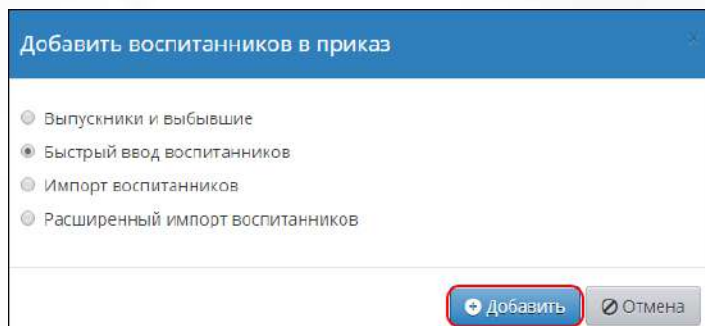 Добавить воспитанников в приказ
Выпускники и выбывшие
Быстрый ввод воспитанников
Импорт воспитанников
Расширенный импорт воспитанников
Добавить Отмена